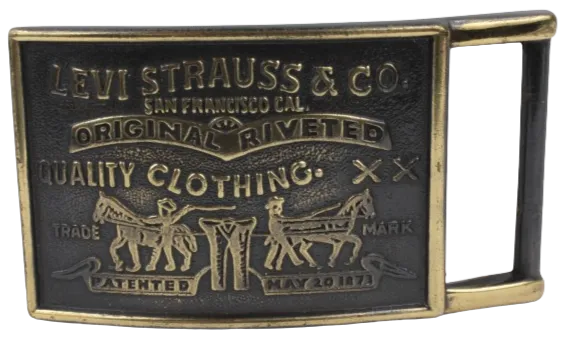 LEVI STRAUSS & CO.
SAN FRANCISCO CAL.
ORIGINAL RIVETED
QUALITY CLOTHING. XX
TRADE MARK
PATENTED MAY 20 1873